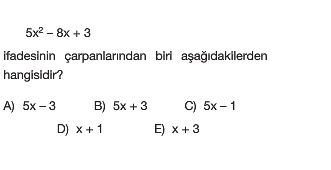 5x² – 8x + 3
ifadesinin çarpanlarından biri aşağıdakilerden
hangisidir?
A) 5x – 3 B) 5x + 3 C) 5x – 1
D) x + 1 E) x + 3